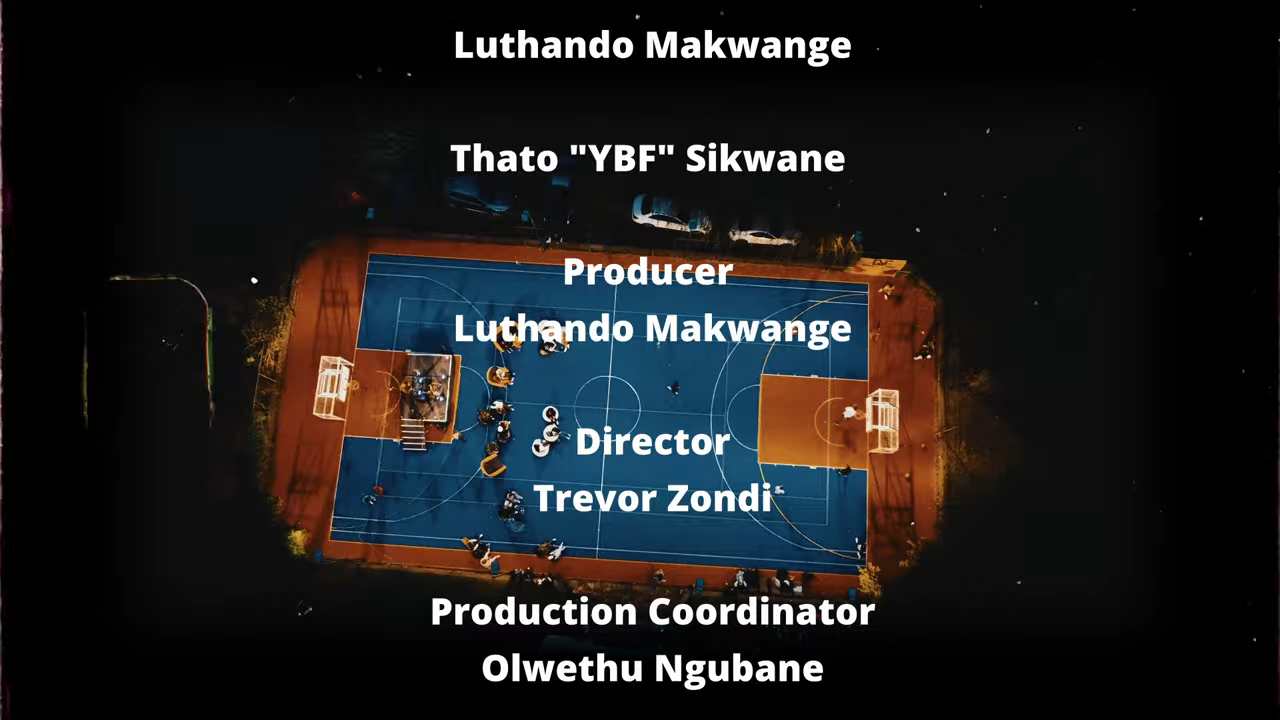 Luthando Makwange
Thato "YBF" Sikwane
Producer
Luthando Makwange
Director
Trevor Zondi
Production Coordinator
Olwethu Ngubane